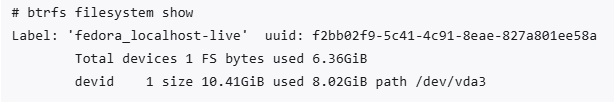 # btrfs filesystem show
Label: 'fedora_localhost-live'  uuid: f2bb02f9-5c41-4c91-8eae-827a801ee58a
        Total devices 1 FS bytes used 6.36GiB
        devid    1 size 10.41GiB used 8.02GiB path /dev/vda3